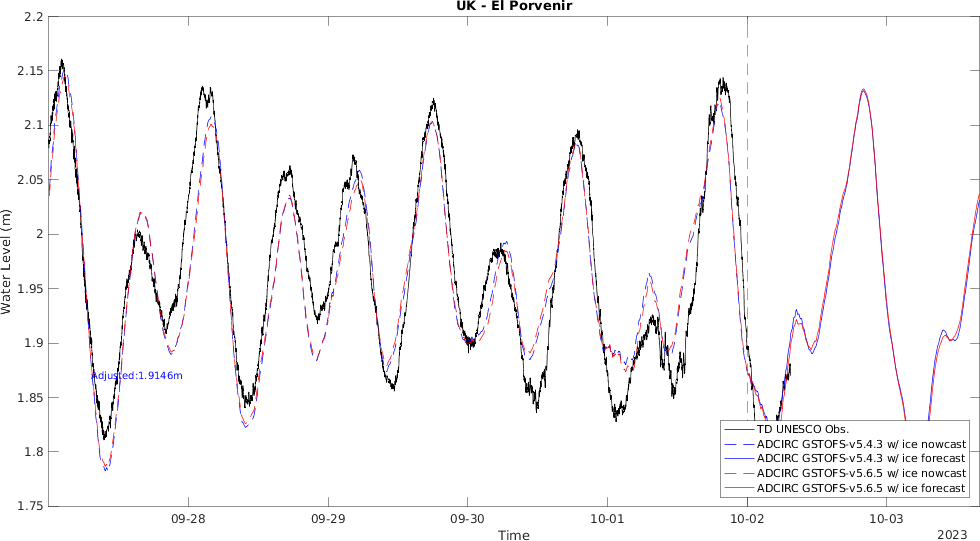 UK - El Porvenir
2.2
2.15
2.1
2.05
2
1.95
1.9
1.85
1.8
1.75
Water Level (m)
Adjusted:1.9146m
TD UNESCO Obs.
ADCIRC GSTOFS-v5.4.3 w/ ice nowcast
ADCIRC GSTOFS-v5.4.3 w/ ice forecast
ADCIRC GSTOFS-v5.6.5 w/ ice nowcast
ADCIRC GSTOFS-v5.6.5 w/ ice forecast
09-28 09-29 09-30 10-01 10-02 10-03
Time
2023